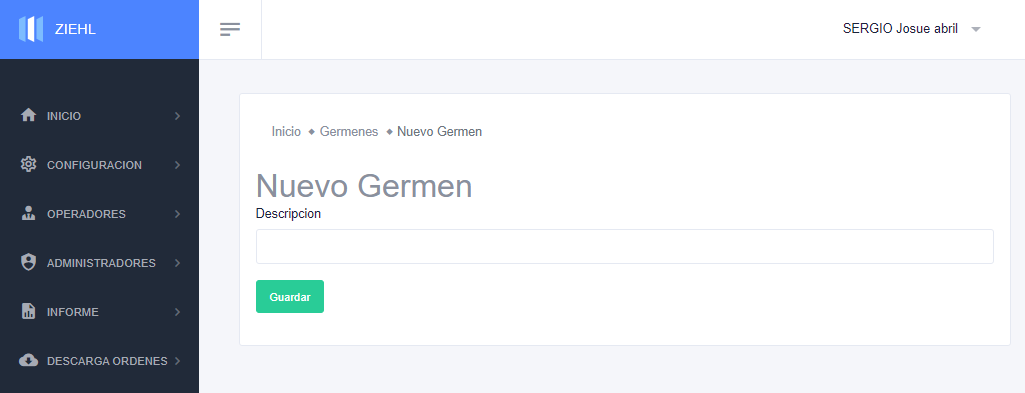 ZIEHL
SERGIO Josue abril
INICIO
CONFIGURACION
OPERADORES
ADMINISTRADORES
INFORME
DESCARGA ORDENES
Inicio Germenes Nuevo Germen
Nuevo Germen
Descripcion
Guardar